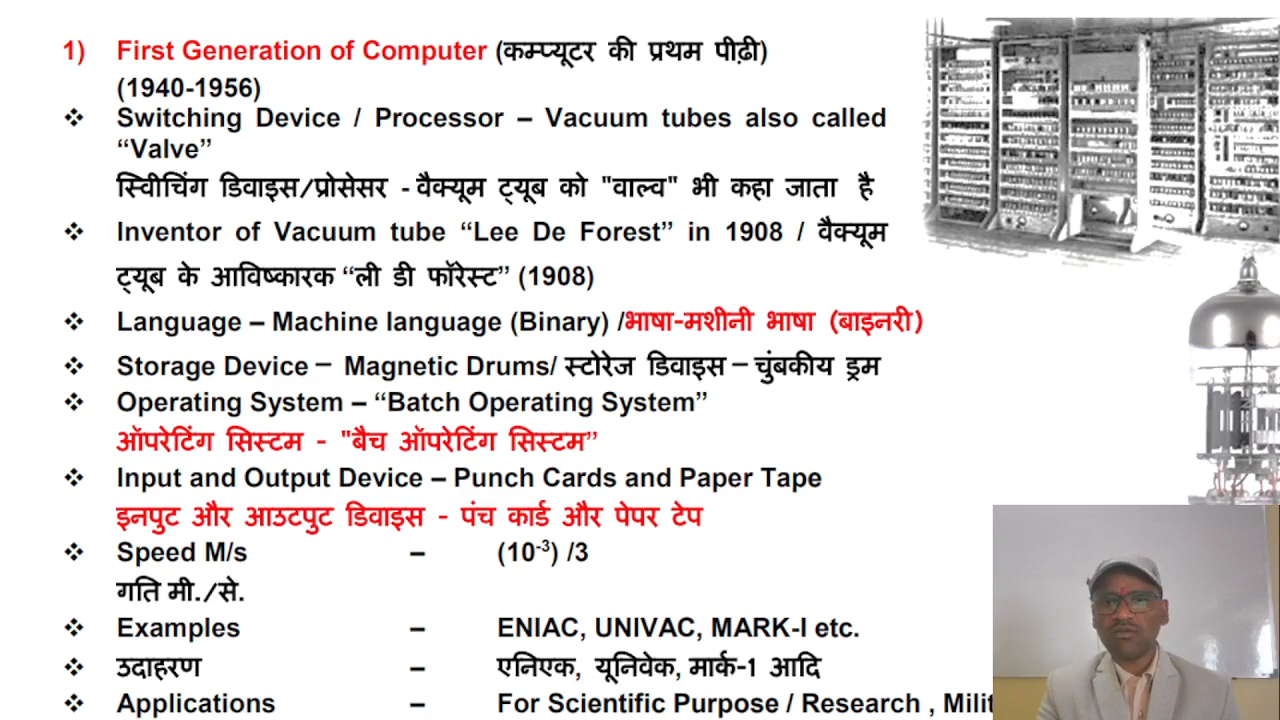 1) First Generation of Computer (कम्प्यूटर की प्रथम पीढ़ी)
(1940-1956)
❖ Switching Device / Processor – Vacuum tubes also called
“Valve”
स्विीचिंग डिवाइस/प्रोसेसर - वैक्यूम ट्यूब को "वाल्व" भी कहा जाता है
❖ Inventor of Vacuum tube “Lee De Forest” in 1908 / वैक्यूम
ट्यूब के आविष्कारक “ली डी फॉरेस्ट” (1908)
❖ Language – Machine language (Binary) /भाषा-मशीनी भाषा (बाइनरी)
❖ Storage Device – Magnetic Drums/ स्टोरेज डिवाइस – चुंबकीय ड्रम
❖ Operating System – “Batch Operating System”
ऑपरेटिंग सिस्टम - "बैच ऑपरेटिंग सिस्टम”
❖ Input and Output Device – Punch Cards and Paper Tape
इनपुट और आउटपुट डिवाइस - पंच कार्ड और पेपर टेप
❖ Speed M/s – (10⁻³) /3
गति मी./से.
❖ Examples – ENIAC, UNIVAC, MARK-I etc.
❖ उदाहरण – एनिएक, यूनिवेक, मार्क-1 आदि
❖ Applications – For Scientific Purpose / Research , Milit